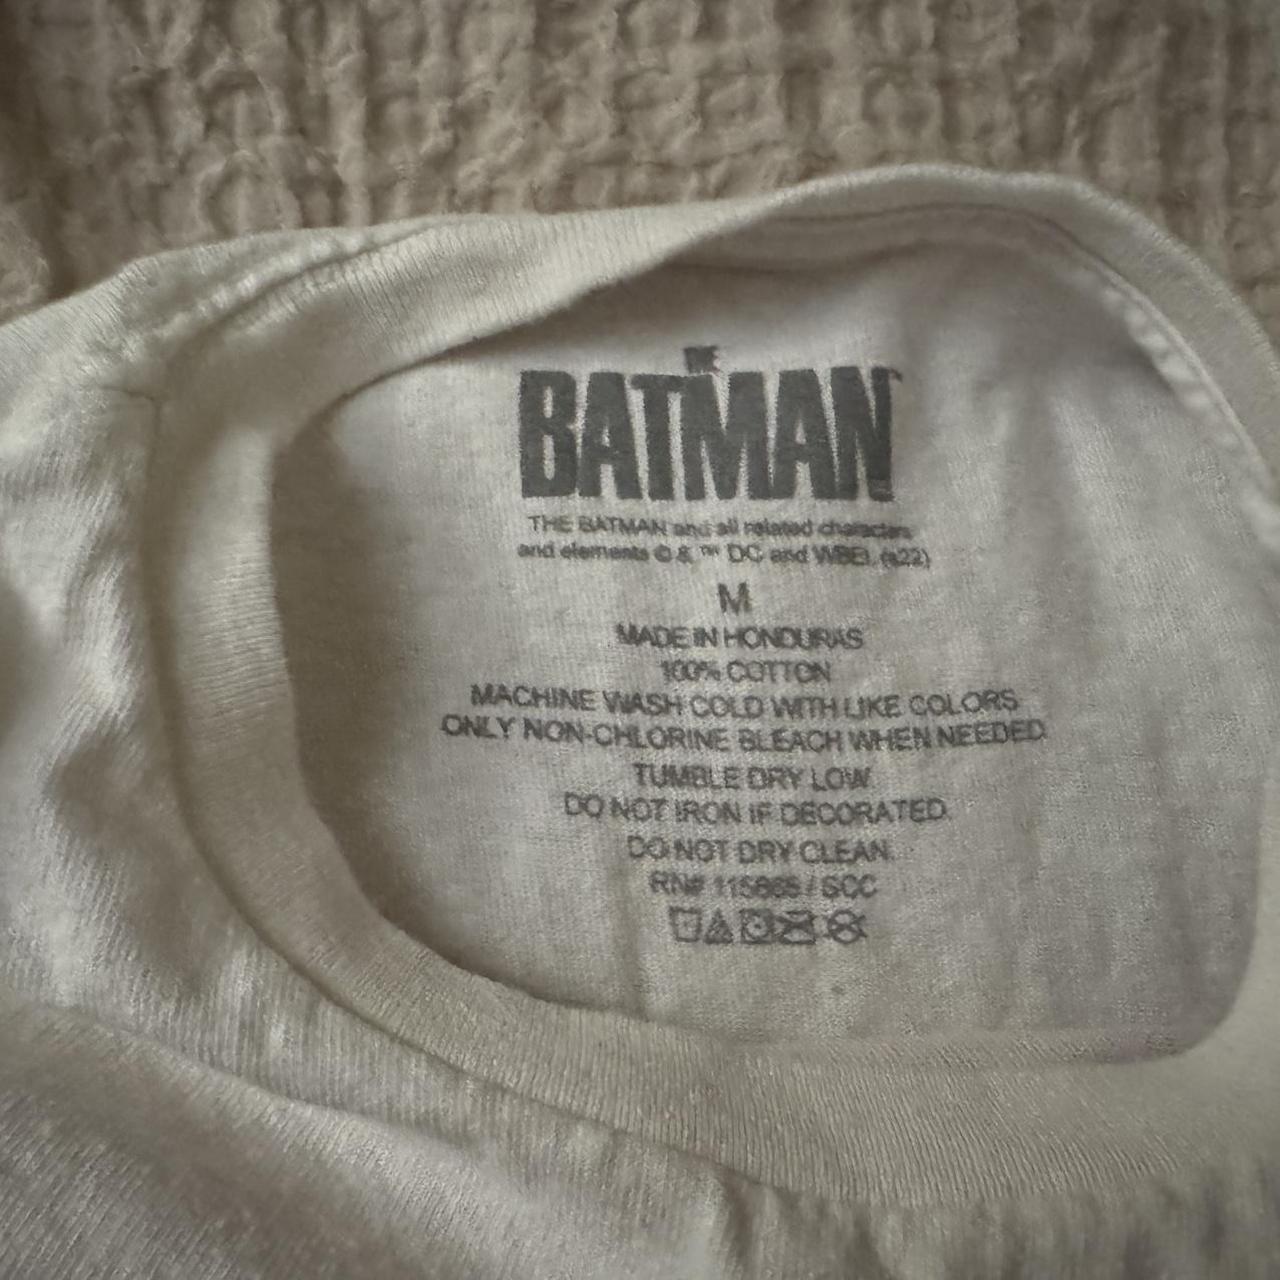 THE
BATMAN
THE BATMAN and all related characters
and elements © & ™ DC and WBEI. (s22)
M
MADE IN HONDURAS
100% COTTON
MACHINE WASH COLD WITH LIKE COLORS
ONLY NON-CHLORINE BLEACH WHEN NEEDED
TUMBLE DRY LOW
DO NOT IRON IF DECORATED
DO NOT DRY CLEAN
RN# / SCC